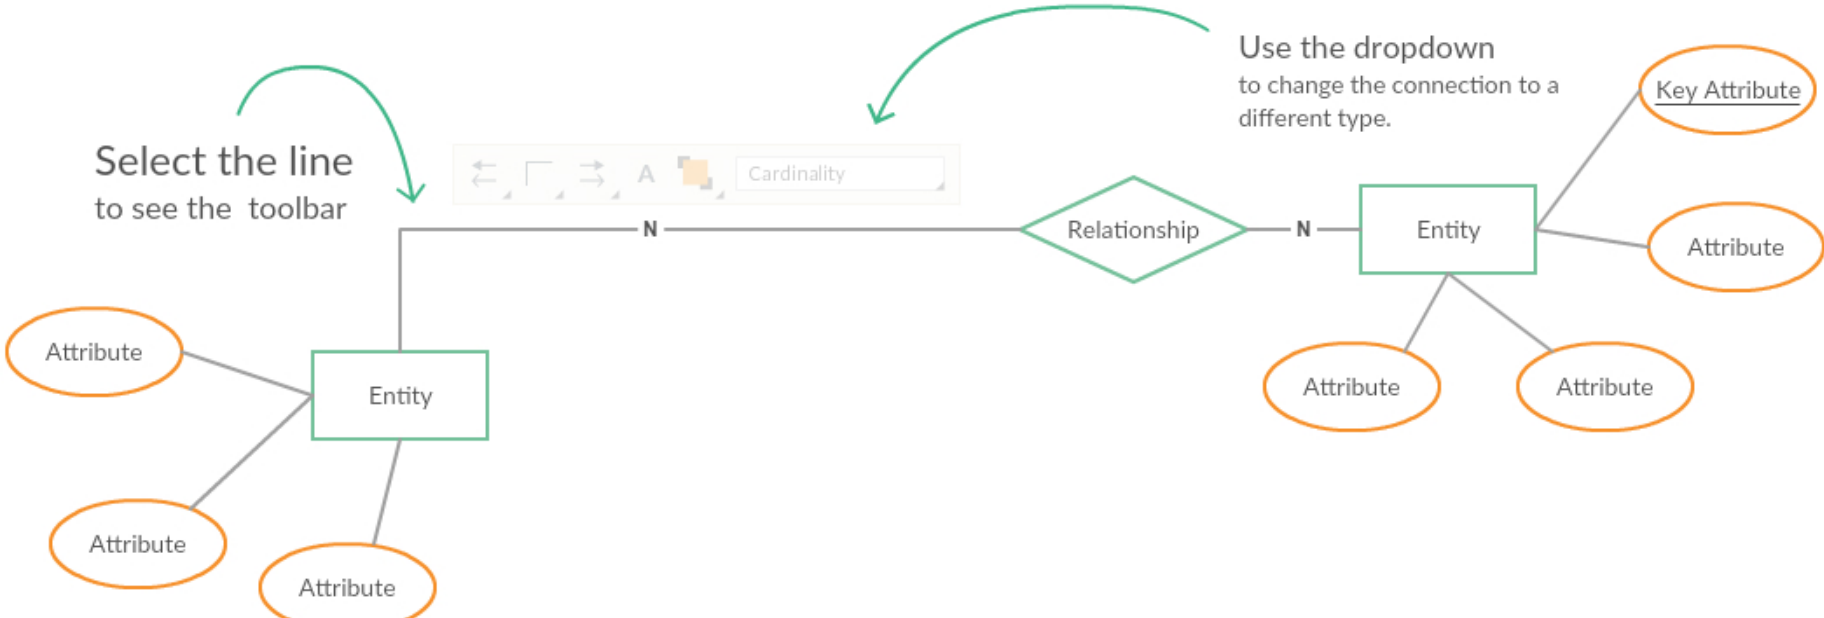 Use the dropdown
to change the connection to a
different type.
Key Attribute
Select the line
to see the toolbar
A
Cardinality
N
Relationship
N
Entity
Attribute
Attribute
Entity
Attribute
Attribute
Attribute
Attribute